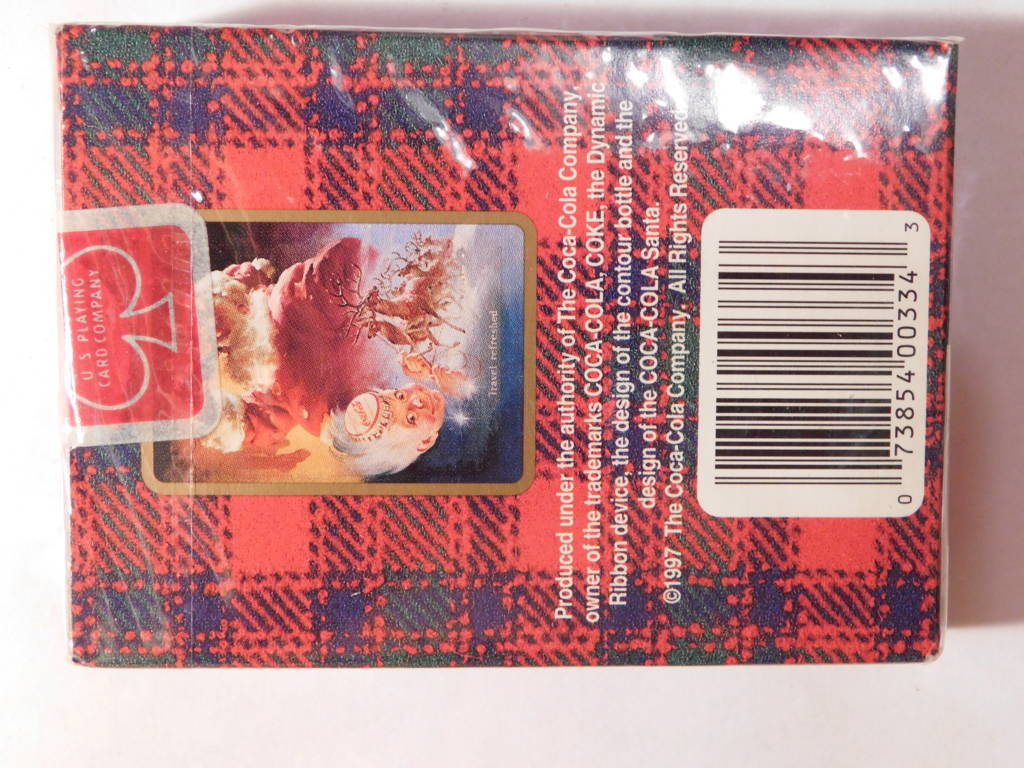 U S PLAYING
CARD COMPANY
Travel refreshed
Produced under the authority of The Coca-Cola Company,
owner of the trademarks COCA-COLA, COKE, the Dynamic
Ribbon device, the design of the contour bottle and the
design of the COCA-COLA Santa.
©1997 The Coca-Cola Company. All Rights Reserved
0 73854 00334 3